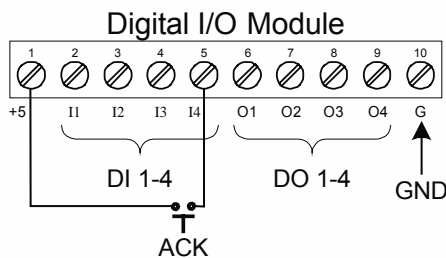 Digital I/O Module
1 2 3 4 5 6 7 8 9 10
+5 I1 I2 I3 I4 O1 O2 O3 O4 G
DI 1-4 DO 1-4
GND
ACK